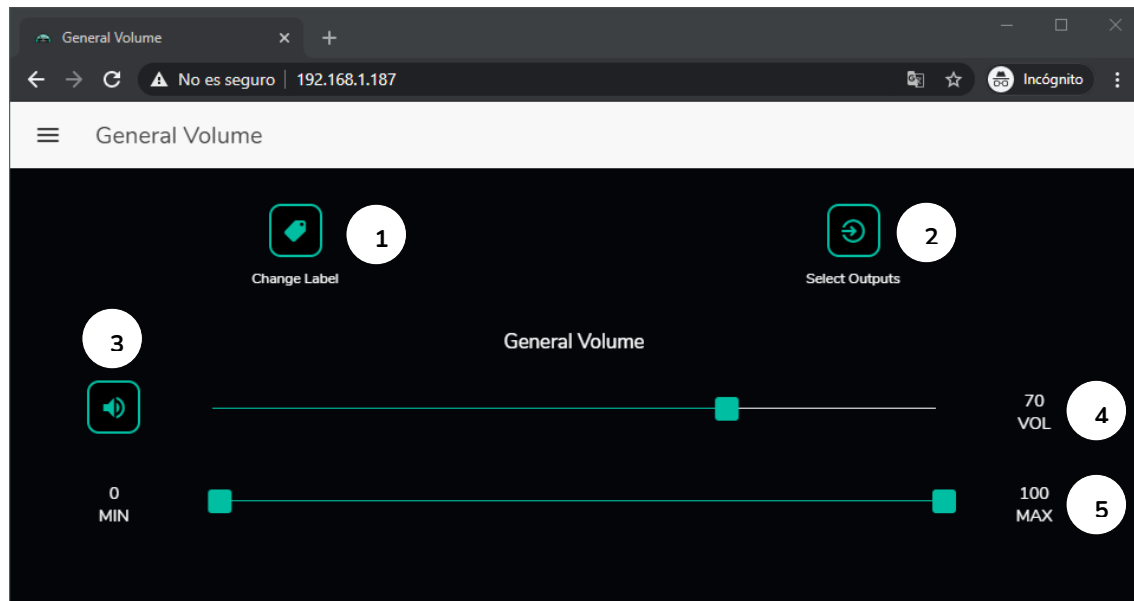 General Volume
No es seguro | 192.168.1.187
Incógnito
General Volume
1
2
Change Label
Select Outputs
3
General Volume
70
VOL
4
0
MIN
100
MAX
5